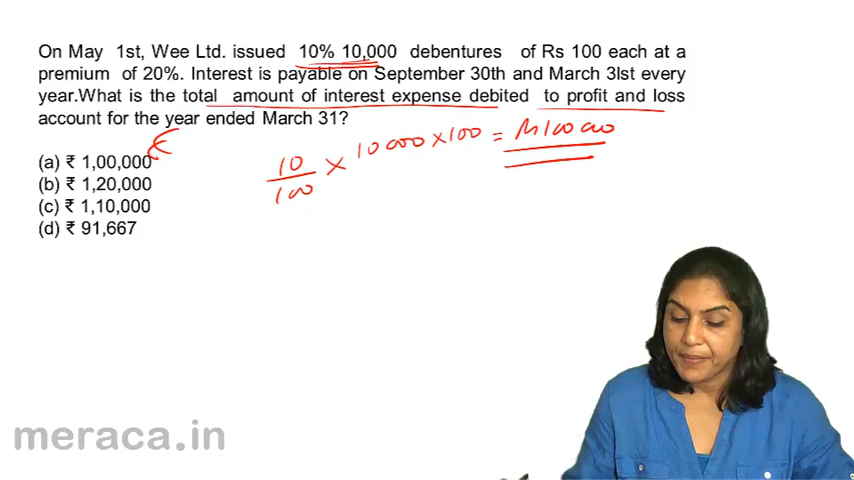 On May 1st, Wee Ltd. issued 10% 10,000 debentures of Rs 100 each at a
premium of 20%. Interest is payable on September 30th and March 3lst every
year.What is the total amount of interest expense debited to profit and loss
account for the year ended March 31?
10/100 × 10000 × 100 = 100000
(a) ₹ 1,00,000
(b) ₹ 1,20,000
(c) ₹ 1,10,000
(d) ₹ 91,667
meraca.in